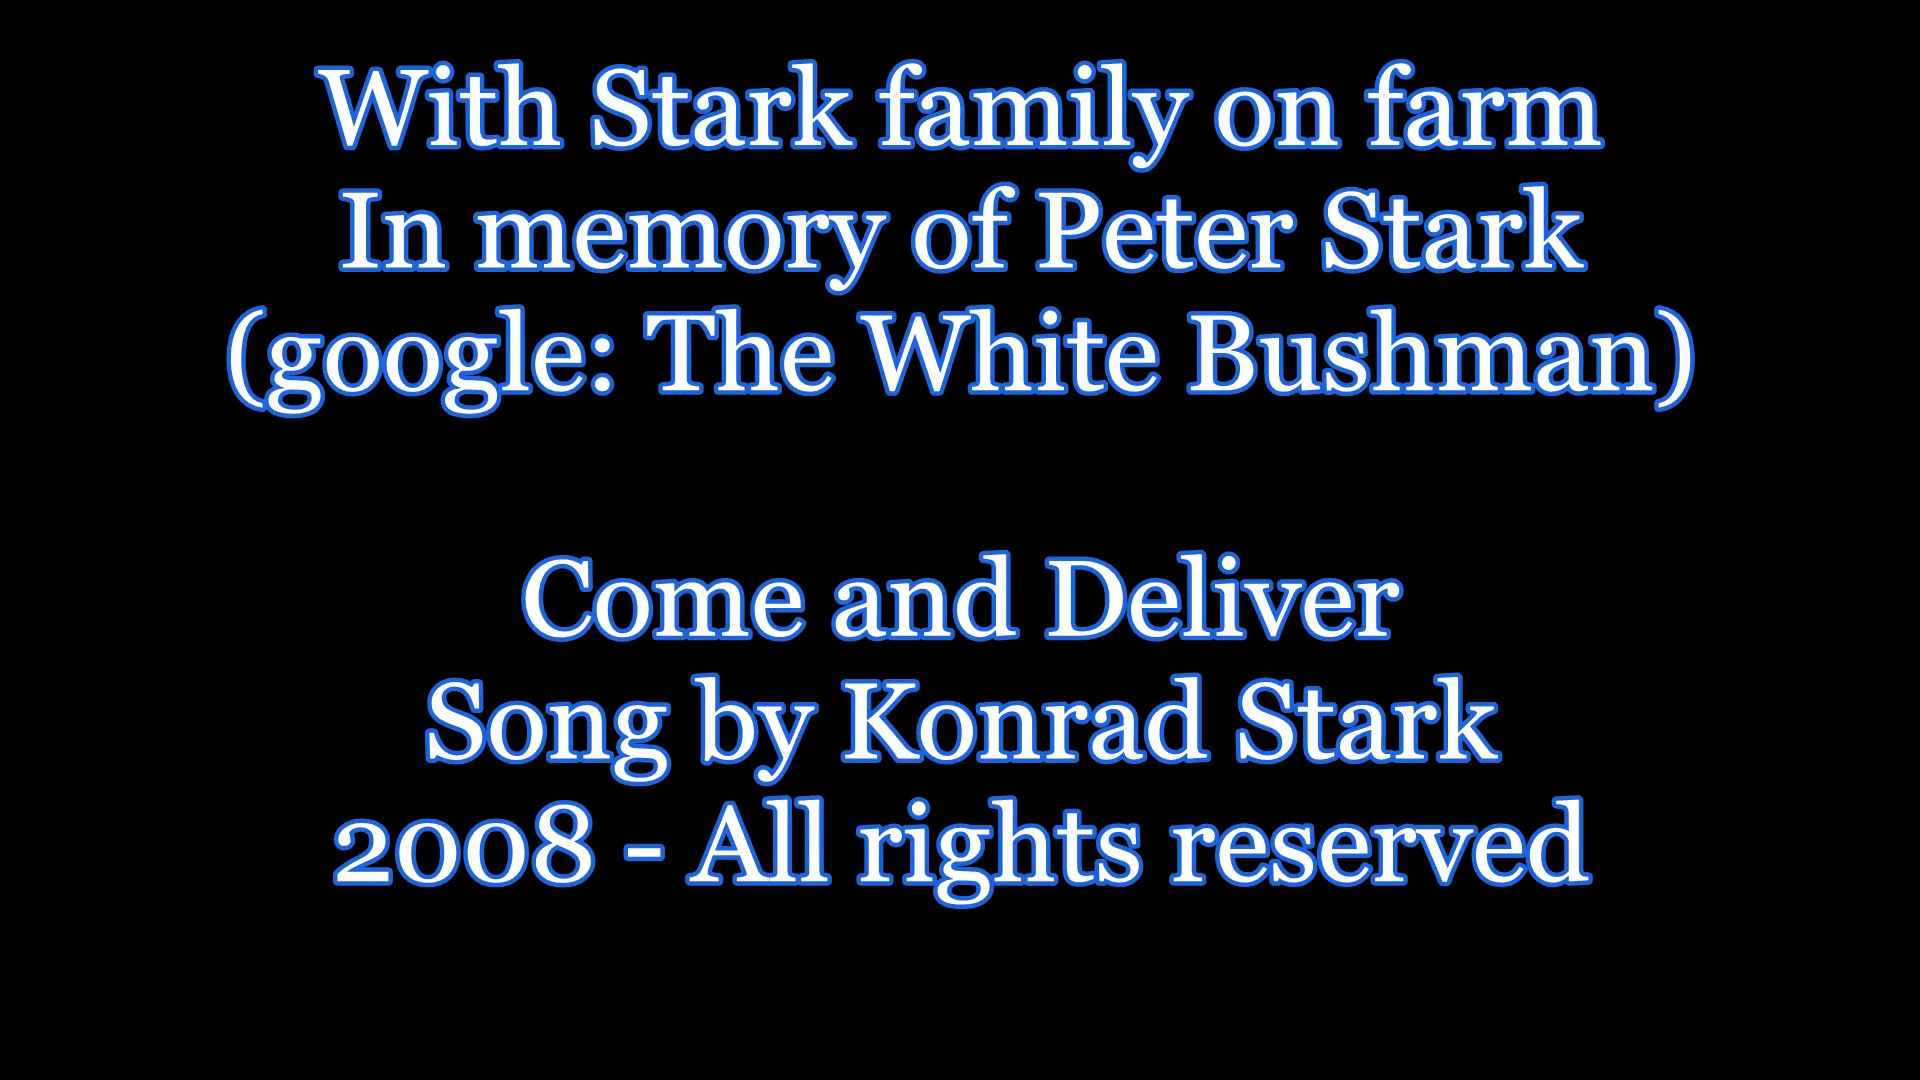 With Stark family on farm
In memory of Peter Stark
(google: The White Bushman)
Come and Deliver
Song by Konrad Stark
2008 - All rights reserved